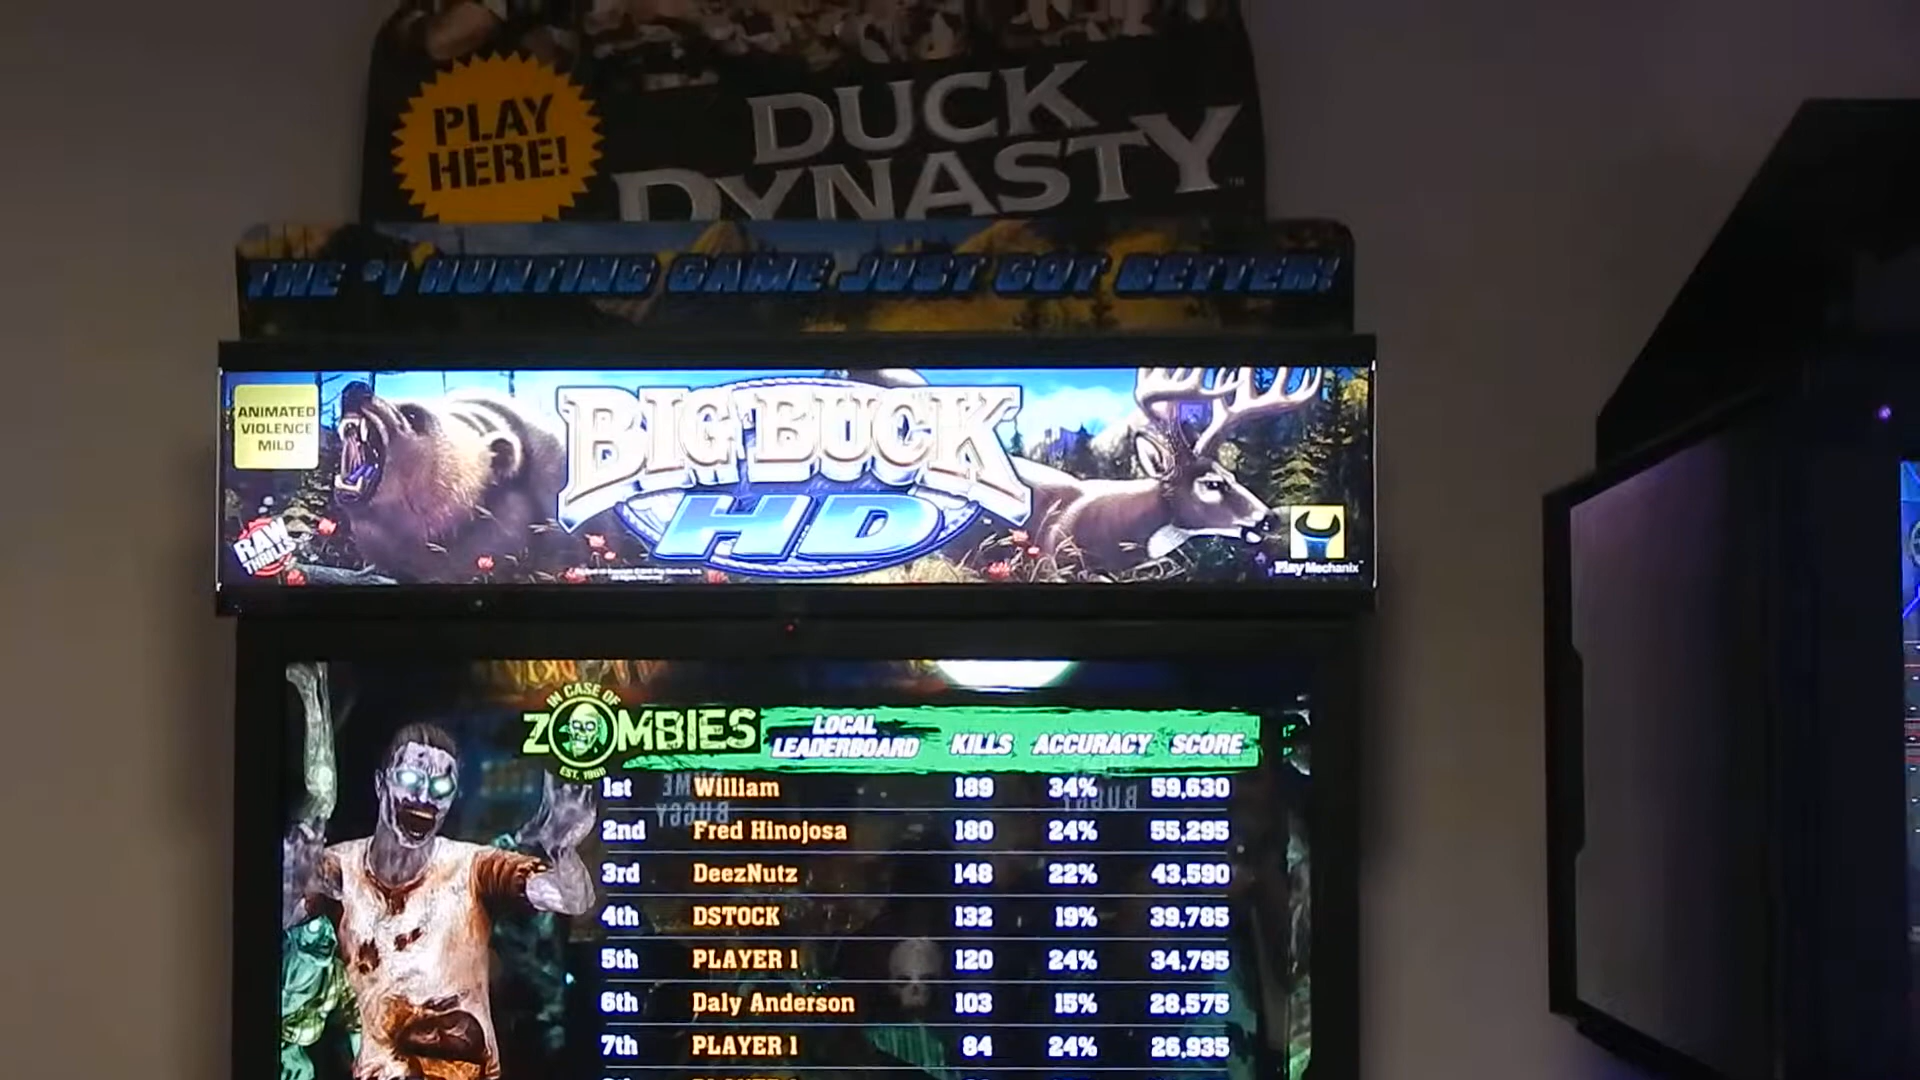 PLAY
HERE!
DUCK
DYNASTY
THE #1 HUNTING GAME JUST GOT BETTER!
ANIMATED
VIOLENCE
MILD
BIG BUCK
HD
RAW
THRILLS
Play Mechanix
IN CASE OF
ZOMBIES
EST. 1968
LOCAL
LEADERBOARD KILLS ACCURACY SCORE
1st William 189 34% 59,630
2nd Fred Hinojosa 180 24% 55,295
3rd DeezNutz 148 22% 43,590
4th DSTOCK 132 19% 39,785
5th PLAYER 1 120 24% 34,795
6th Daly Anderson 103 15% 28,575
7th PLAYER 1 84 24% 26,935